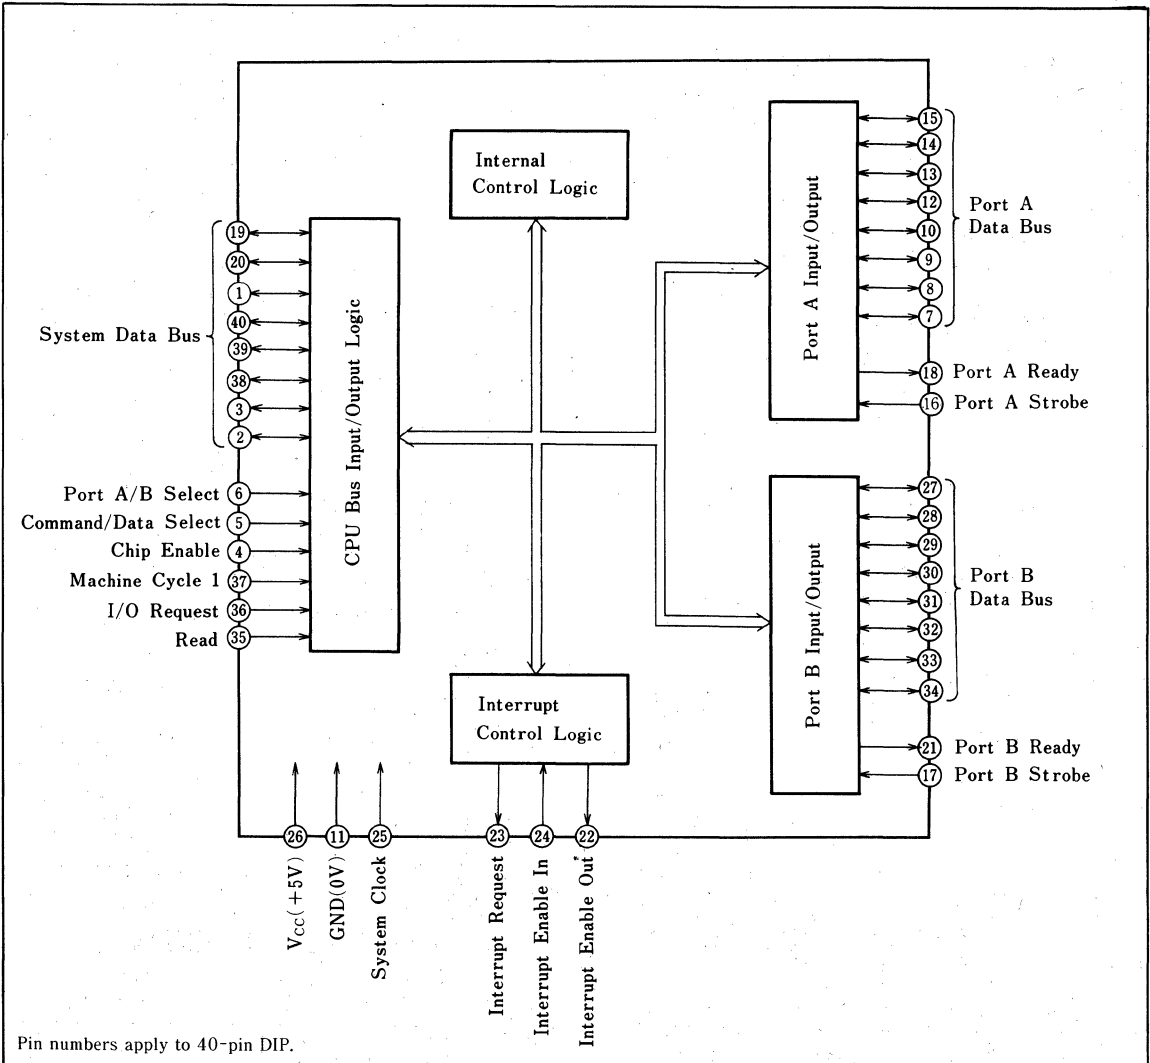 Internal
Control Logic
System Data Bus
19
20
1
40
39
38
3
2
Port A/B Select 6
Command/Data Select 5
Chip Enable 4
Machine Cycle 1 37
I/O Request 36
Read 35
CPU Bus Input/Output Logic
Port A Input/Output
15
14
13
12
10
9
8
7
Port A
Data Bus
18 Port A Ready
16 Port A Strobe
Port B Input/Output
27
28
29
30
31
32
33
34
Port B
Data Bus
21 Port B Ready
17 Port B Strobe
Interrupt
Control Logic
26
11
25
23
24
22
VCC(+5V)
GND(0V)
System Clock
Interrupt Request
Interrupt Enable In
Interrupt Enable Out
Pin numbers apply to 40-pin DIP.